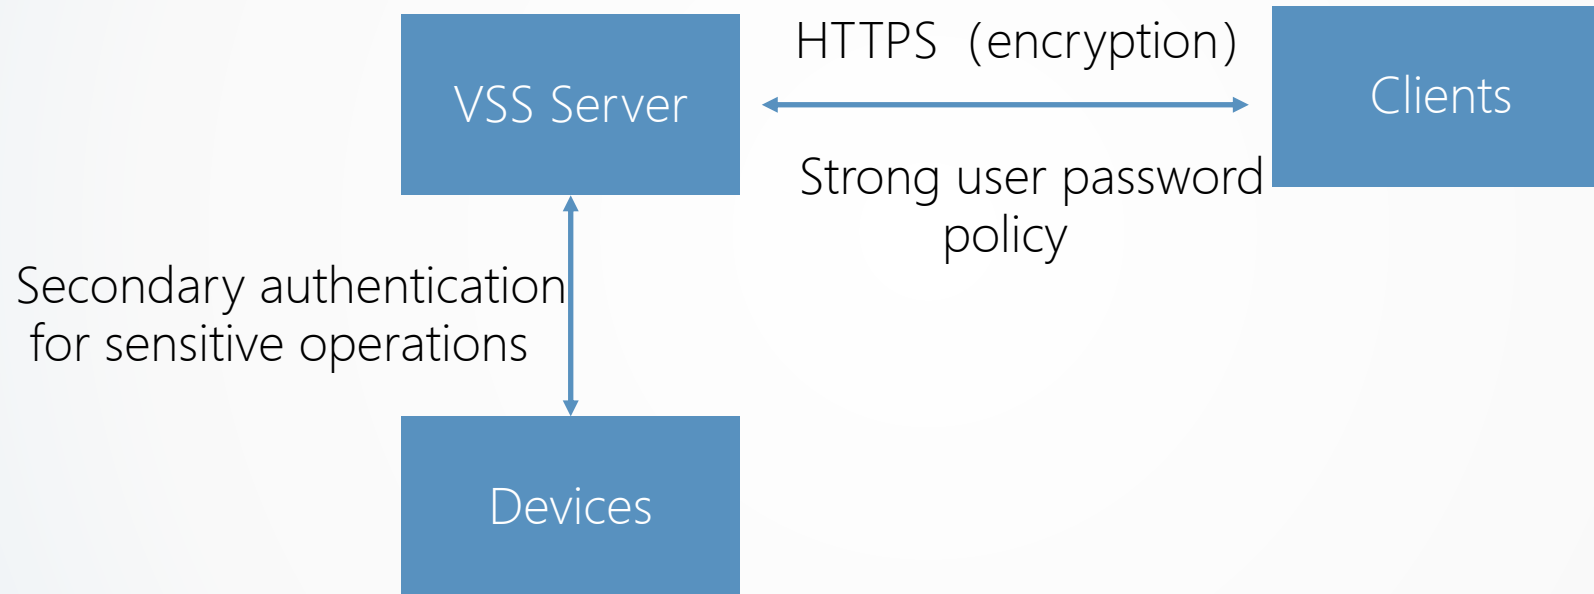 VSS Server
HTTPS (encryption)
Clients
Strong user password
policy
Secondary authentication
for sensitive operations
Devices